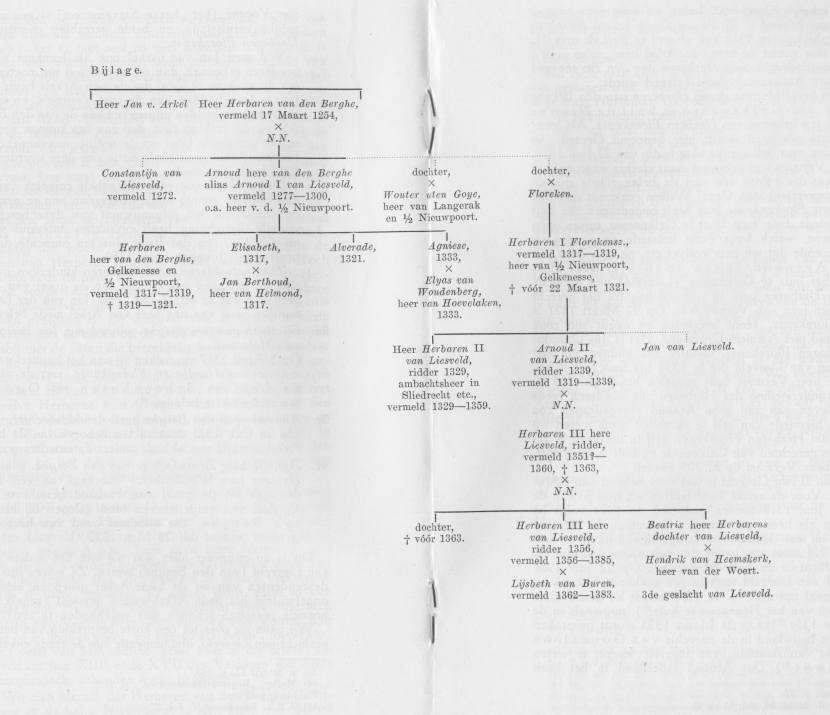 Bijlage.
Heer Jan v. Arkel
Heer Herbaren van den Berghe,
vermeld 17 Maart 1254,
×
N.N.
Constantijn van
Liesveld,
vermeld 1272.
Arnoud here van den Berghe
alias Arnoud I van Liesveld,
vermeld 1277—1300,
o.a. heer v. d. ½ Nieuwpoort.
dochter,
×
Wouter uten Goye,
heer van Langerak
en ½ Nieuwpoort.
dochter,
×
Floreken.
Herbaren
heer van den Berghe,
Gelkenesse en
½ Nieuwpoort,
vermeld 1317—1319,
† 1319—1321.
Elisabeth,
1317,
×
Jan Berthoud,
heer van Helmond,
1317.
Alverade,
1321.
Agniese,
1333,
×
Elyas van
Woudenberg,
heer van Hoevelaken,
1333.
Herbaren I Florekensz.,
vermeld 1317—1319,
heer van ½ Nieuwpoort,
Gelkenesse,
† vóór 22 Maart 1321.
Heer Herbaren II
van Liesveld,
ridder 1329,
ambachtsheer in
Sliedrecht etc.,
vermeld 1329—1359.
Arnoud II
van Liesveld,
ridder 1339,
vermeld 1319—1339,
×
N.N.
Jan van Liesveld.
Herbaren III here
Liesveld, ridder,
vermeld 1351?—
1360, † 1363,
×
N.N.
dochter,
† vóór 1363.
Herbaren III here
van Liesveld,
ridder 1356,
vermeld 1356—1385,
×
Lijsbeth van Buren,
vermeld 1362—1383.
Beatrix heer Herbarens
dochter van Liesveld,
×
Hendrik van Heemskerk,
heer van der Woert.
3de geslacht van Liesveld.